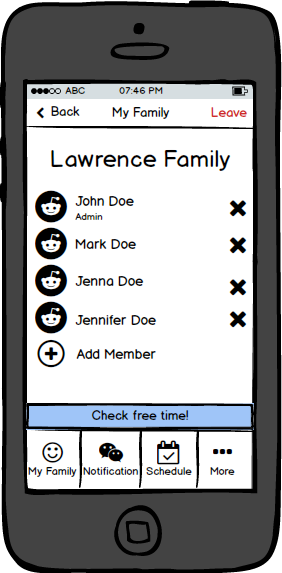 ABC 07:46 PM
Back My Family Leave
Lawrence Family
John Doe
Admin
Mark Doe
Jenna Doe
Jennifer Doe
Add Member
Check free time!
My Family Notification Schedule More